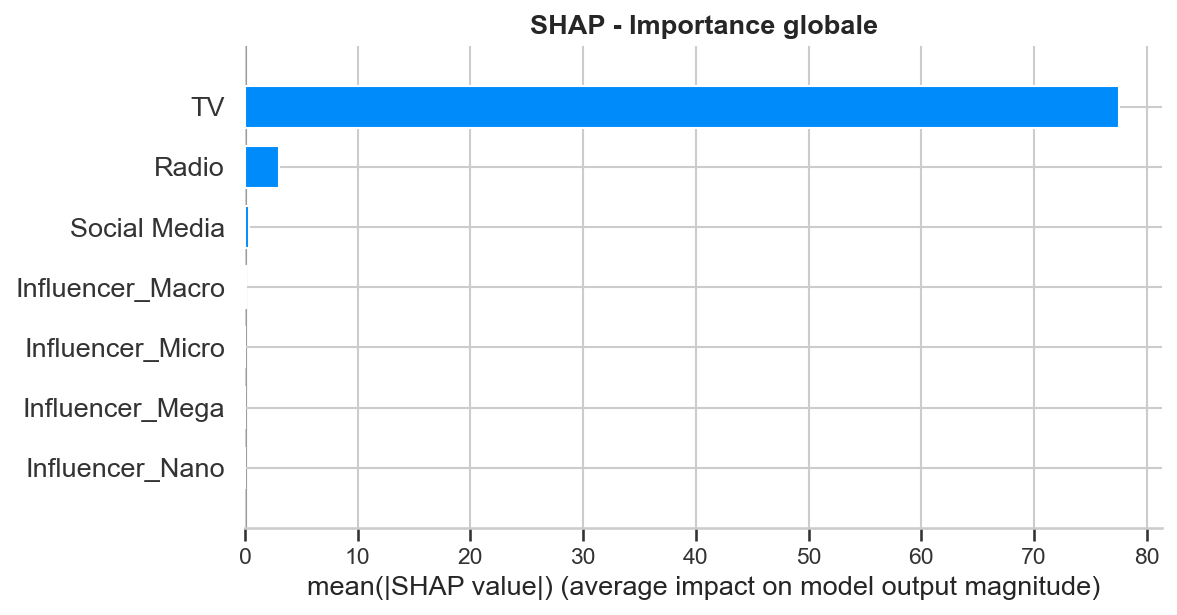 SHAP - Importance globale
TV
Radio
Social Media
Influencer_Macro
Influencer_Micro
Influencer_Mega
Influencer_Nano
0 10 20 30 40 50 60 70 80
mean(|SHAP value|) (average impact on model output magnitude)